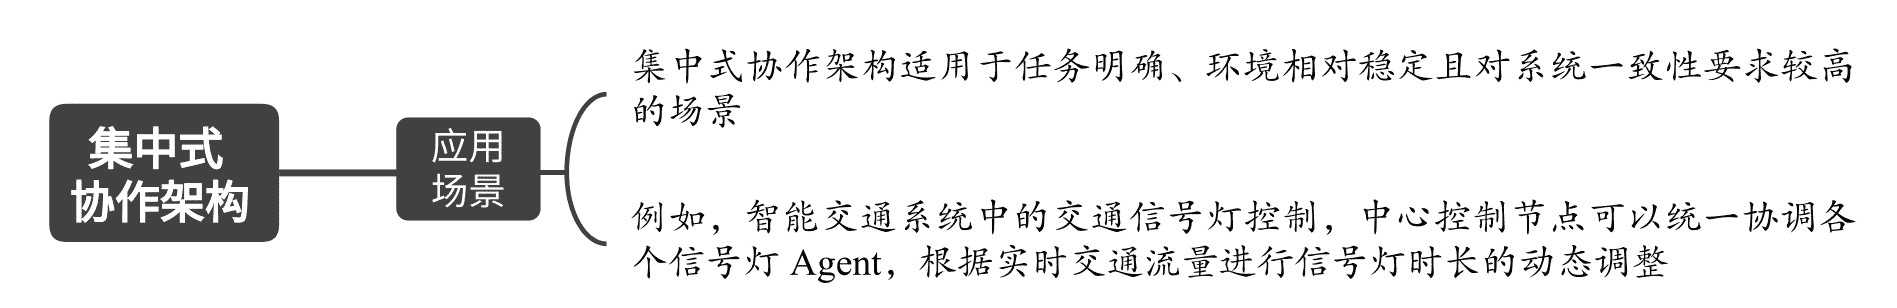 集中式
协作架构
应用
场景
集中式协作架构适用于任务明确、环境相对稳定且对系统一致性要求较高
的场景
例如，智能交通系统中的交通信号灯控制，中心控制节点可以统一协调各
个信号灯 Agent，根据实时交通流量进行信号灯时长的动态调整